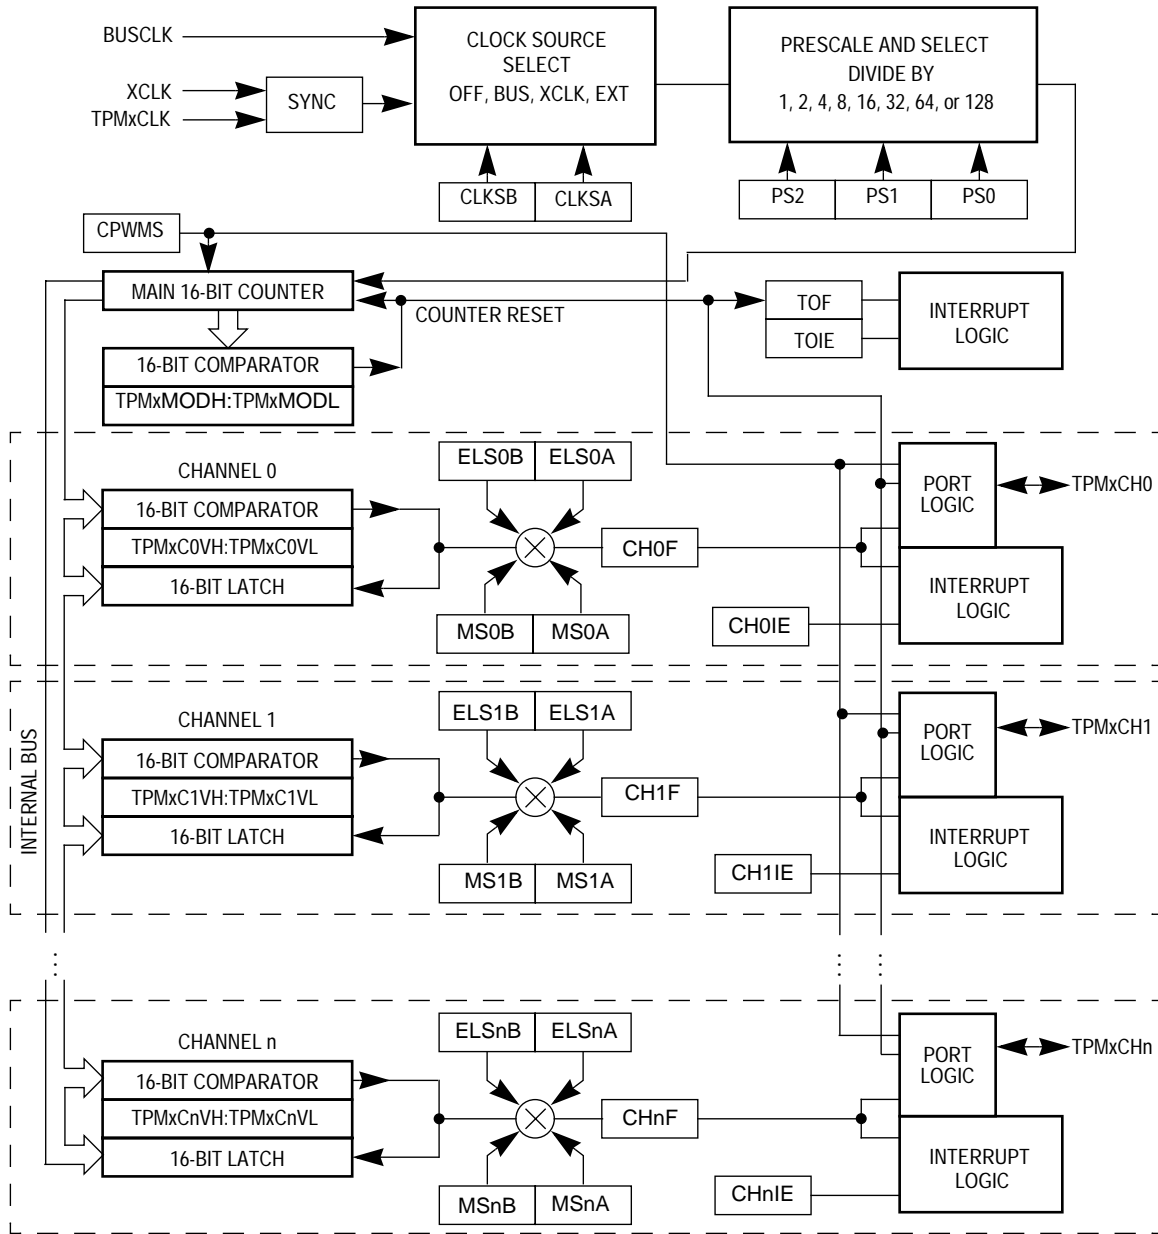 BUSCLK
XCLK
TPMxCLK
SYNC
CLOCK SOURCE
SELECT
OFF, BUS, XCLK, EXT
PRESCALE AND SELECT
DIVIDE BY
1, 2, 4, 8, 16, 32, 64, or 128
CLKSB
CLKSA
PS2
PS1
PS0
CPWMS
MAIN 16-BIT COUNTER
COUNTER RESET
16-BIT COMPARATOR
TPMxMODH:TPMxMODL
TOF
TOIE
INTERRUPT
LOGIC
INTERNAL BUS
CHANNEL 0
16-BIT COMPARATOR
TPMxC0VH:TPMxC0VL
16-BIT LATCH
ELS0B
ELS0A
MS0B
MS0A
CH0F
CH0IE
PORT
LOGIC
TPMxCH0
INTERRUPT
LOGIC
CHANNEL 1
16-BIT COMPARATOR
TPMxC1VH:TPMxC1VL
16-BIT LATCH
ELS1B
ELS1A
MS1B
MS1A
CH1F
CH1IE
PORT
LOGIC
TPMxCH1
INTERRUPT
LOGIC
CHANNEL n
16-BIT COMPARATOR
TPMxCnVH:TPMxCnVL
16-BIT LATCH
ELSnB
ELSnA
MSnB
MSnA
CHnF
CHnIE
PORT
LOGIC
TPMxCHn
INTERRUPT
LOGIC